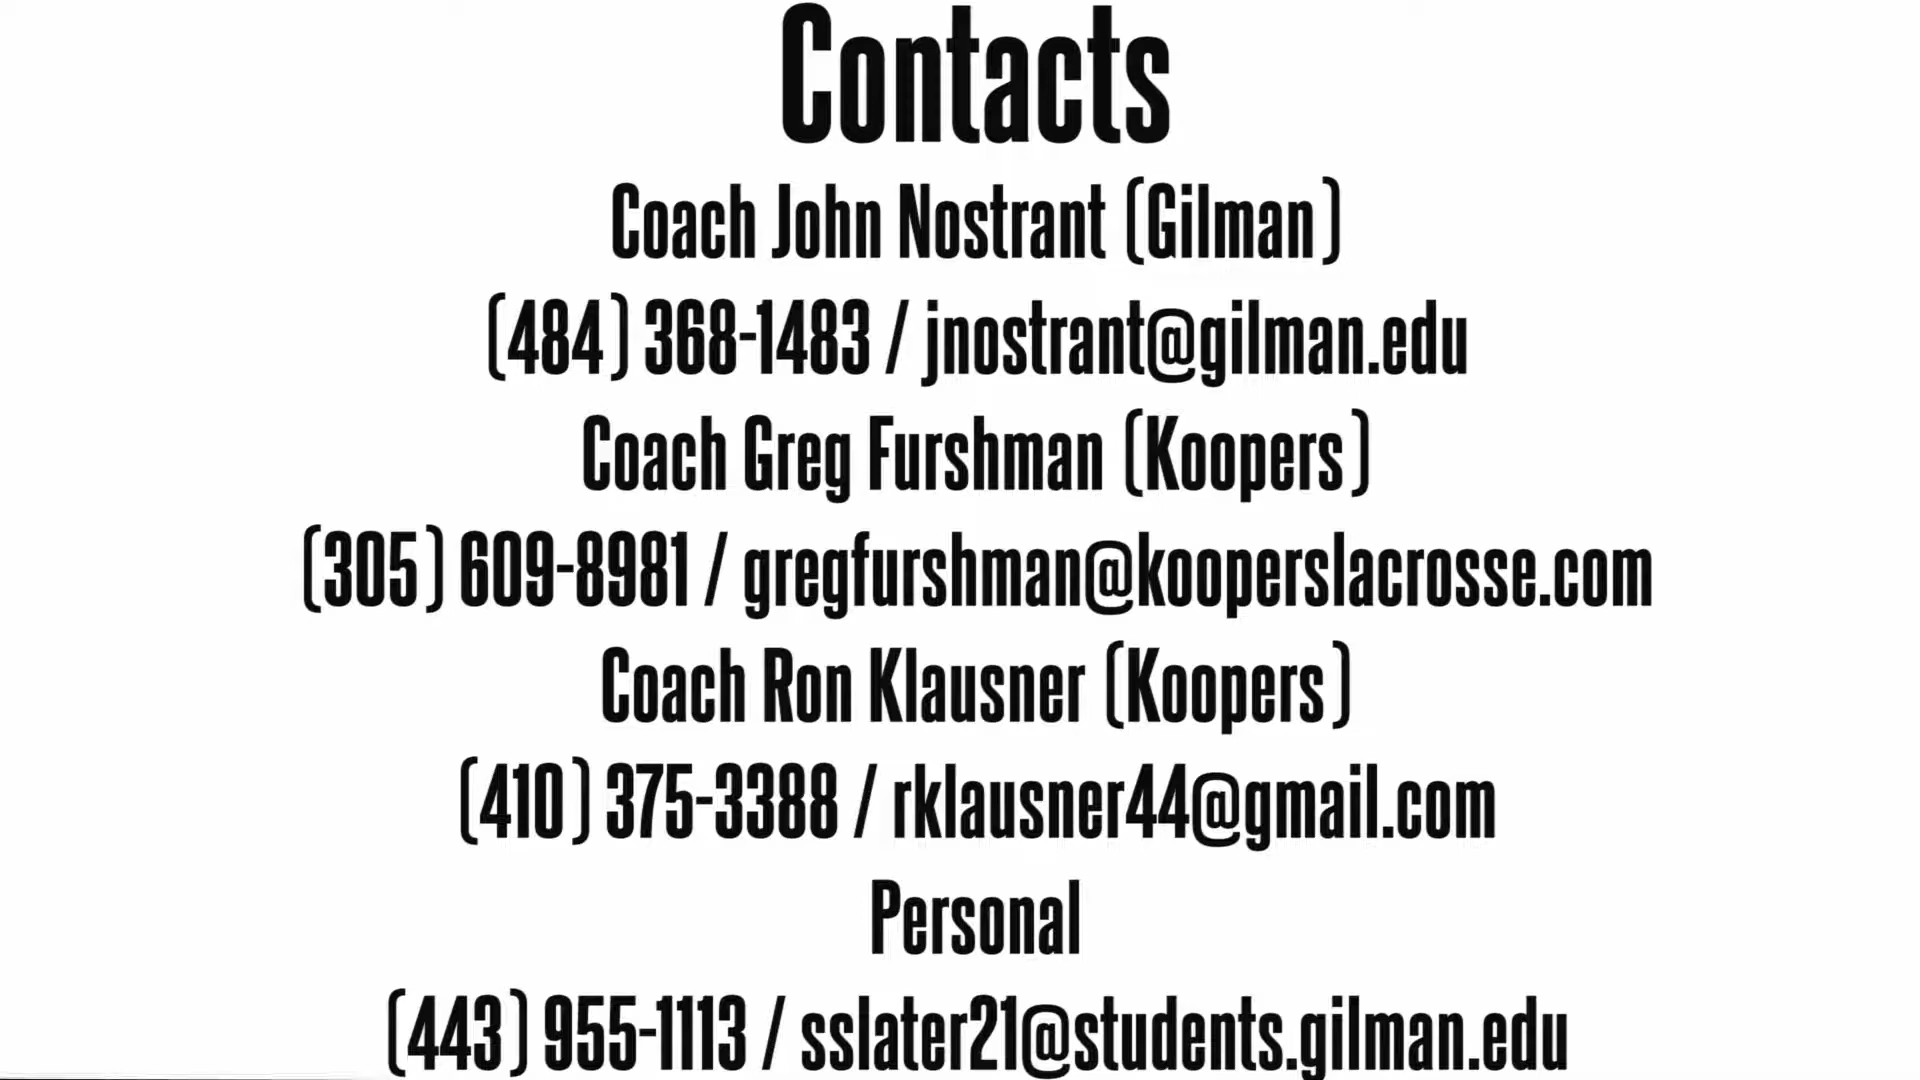 Contacts
Coach John Nostrant (Gilman)
(484) 368-1483 / jnostrant@gilman.edu
Coach Greg Furshman (Koopers)
(305) 609-8981 / gregfurshman@kooperslacrosse.com
Coach Ron Klausner (Koopers)
(410) 375-3388 / rklausner44@gmail.com
Personal
(443) 955-1113 / sslater21@students.gilman.edu